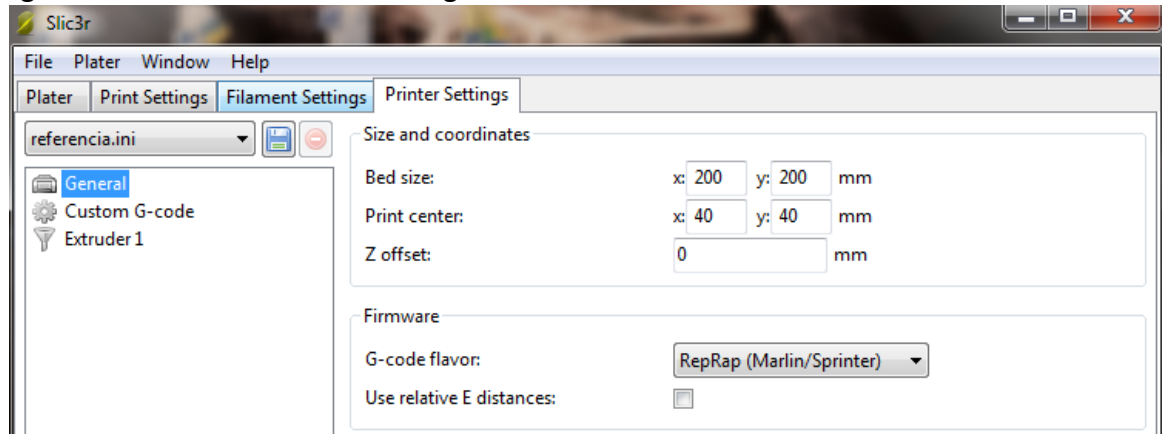 Slic3r
File Plater Window Help
Plater Print Settings Filament Settings Printer Settings
referencia.ini
General
Custom G-code
Extruder 1
Size and coordinates
Bed size: x: 200 y: 200 mm
Print center: x: 40 y: 40 mm
Z offset: 0 mm
Firmware
G-code flavor: RepRap (Marlin/Sprinter)
Use relative E distances: